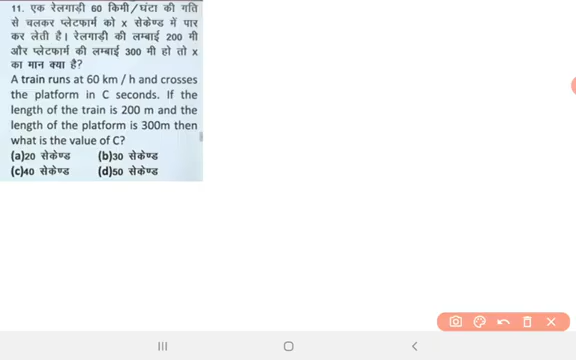 11. एक रेलगाड़ी 60 किमी/घंटा की गति
से चलकर प्लेटफार्म को x सेकेण्ड में पार
कर लेती है। रेलगाड़ी की लम्बाई 200 मी
और प्लेटफार्म की लम्बाई 300 मी हो तो x
का मान क्या है?
A train runs at 60 km / h and crosses
the platform in C seconds. If the
length of the train is 200 m and the
length of the platform is 300m then
what is the value of C?
(a)20 सेकेण्ड (b)30 सेकेण्ड
(c)40 सेकेण्ड (d)50 सेकेण्ड